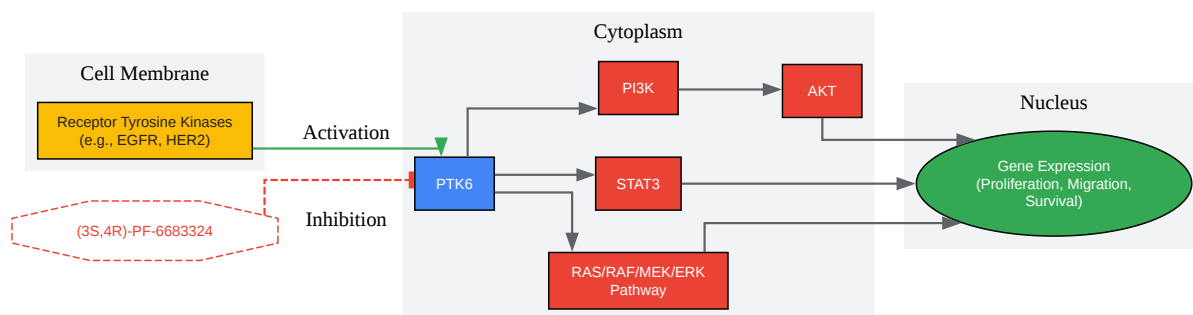 Cell Membrane
Receptor Tyrosine Kinases
(e.g., EGFR, HER2)
(3S,4R)-PF-6683324
Activation
Inhibition
Cytoplasm
PTK6
PI3K
AKT
STAT3
RAS/RAF/MEK/ERK
Pathway
Nucleus
Gene Expression
(Proliferation, Migration,
Survival)